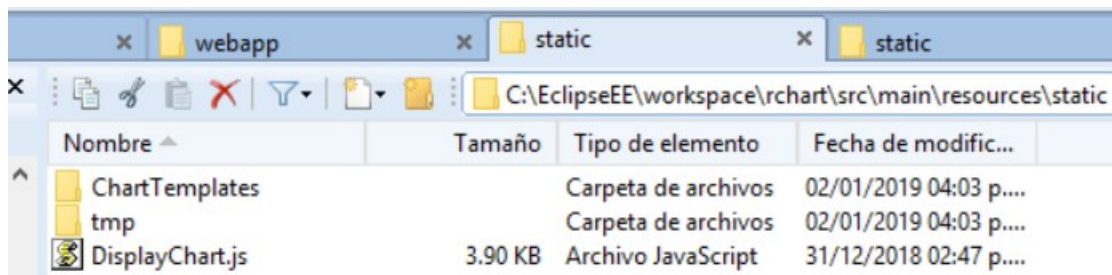 webapp static static
C:\EclipseEE\workspace\rchart\src\main\resources\static
Nombre Tamaño Tipo de elemento Fecha de modific...
ChartTemplates Carpeta de archivos 02/01/2019 04:03 p....
tmp Carpeta de archivos 02/01/2019 04:03 p....
DisplayChart.js 3.90 KB Archivo JavaScript 31/12/2018 02:47 p....